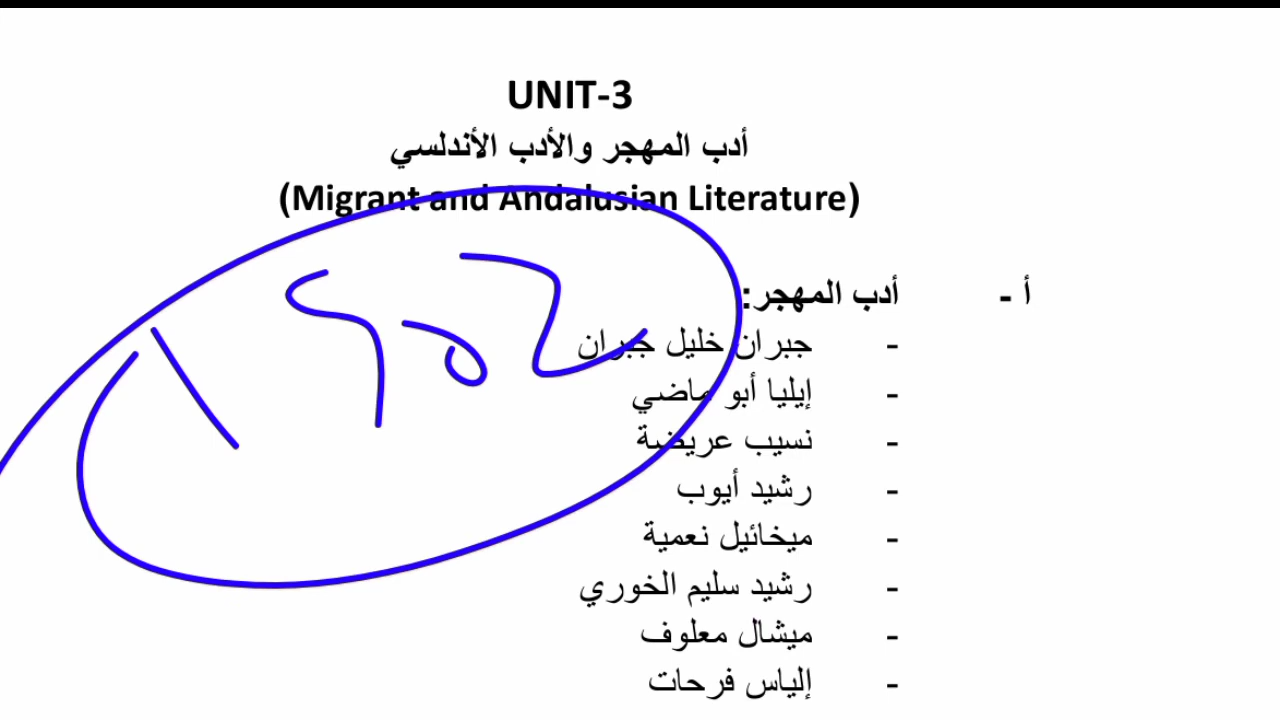 UNIT-3
أدب المهجر والأدب الأندلسي
(Migrant and Andalusian Literature)
أ - أدب المهجر:
- جبران خليل جبران
- إيليا أبو ماضي
- نسيب عريضة
- رشيد أيوب
- ميخائيل نعمية
- رشيد سليم الخوري
- ميشال معلوف
- إلياس فرحات